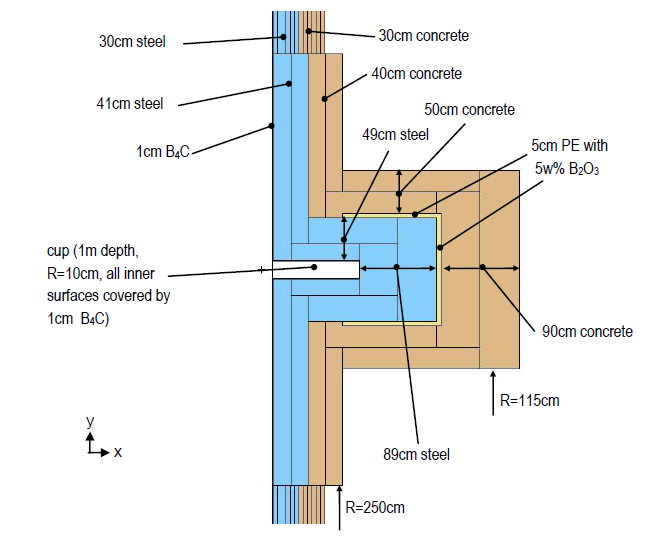 30cm steel
30cm concrete
40cm concrete
41cm steel
50cm concrete
49cm steel
1cm B₄C
5cm PE with
5w% B₂O₃
cup (1m depth,
R=10cm, all inner
surfaces covered by
1cm B₄C)
90cm concrete
R=115cm
y
x
89cm steel
R=250cm